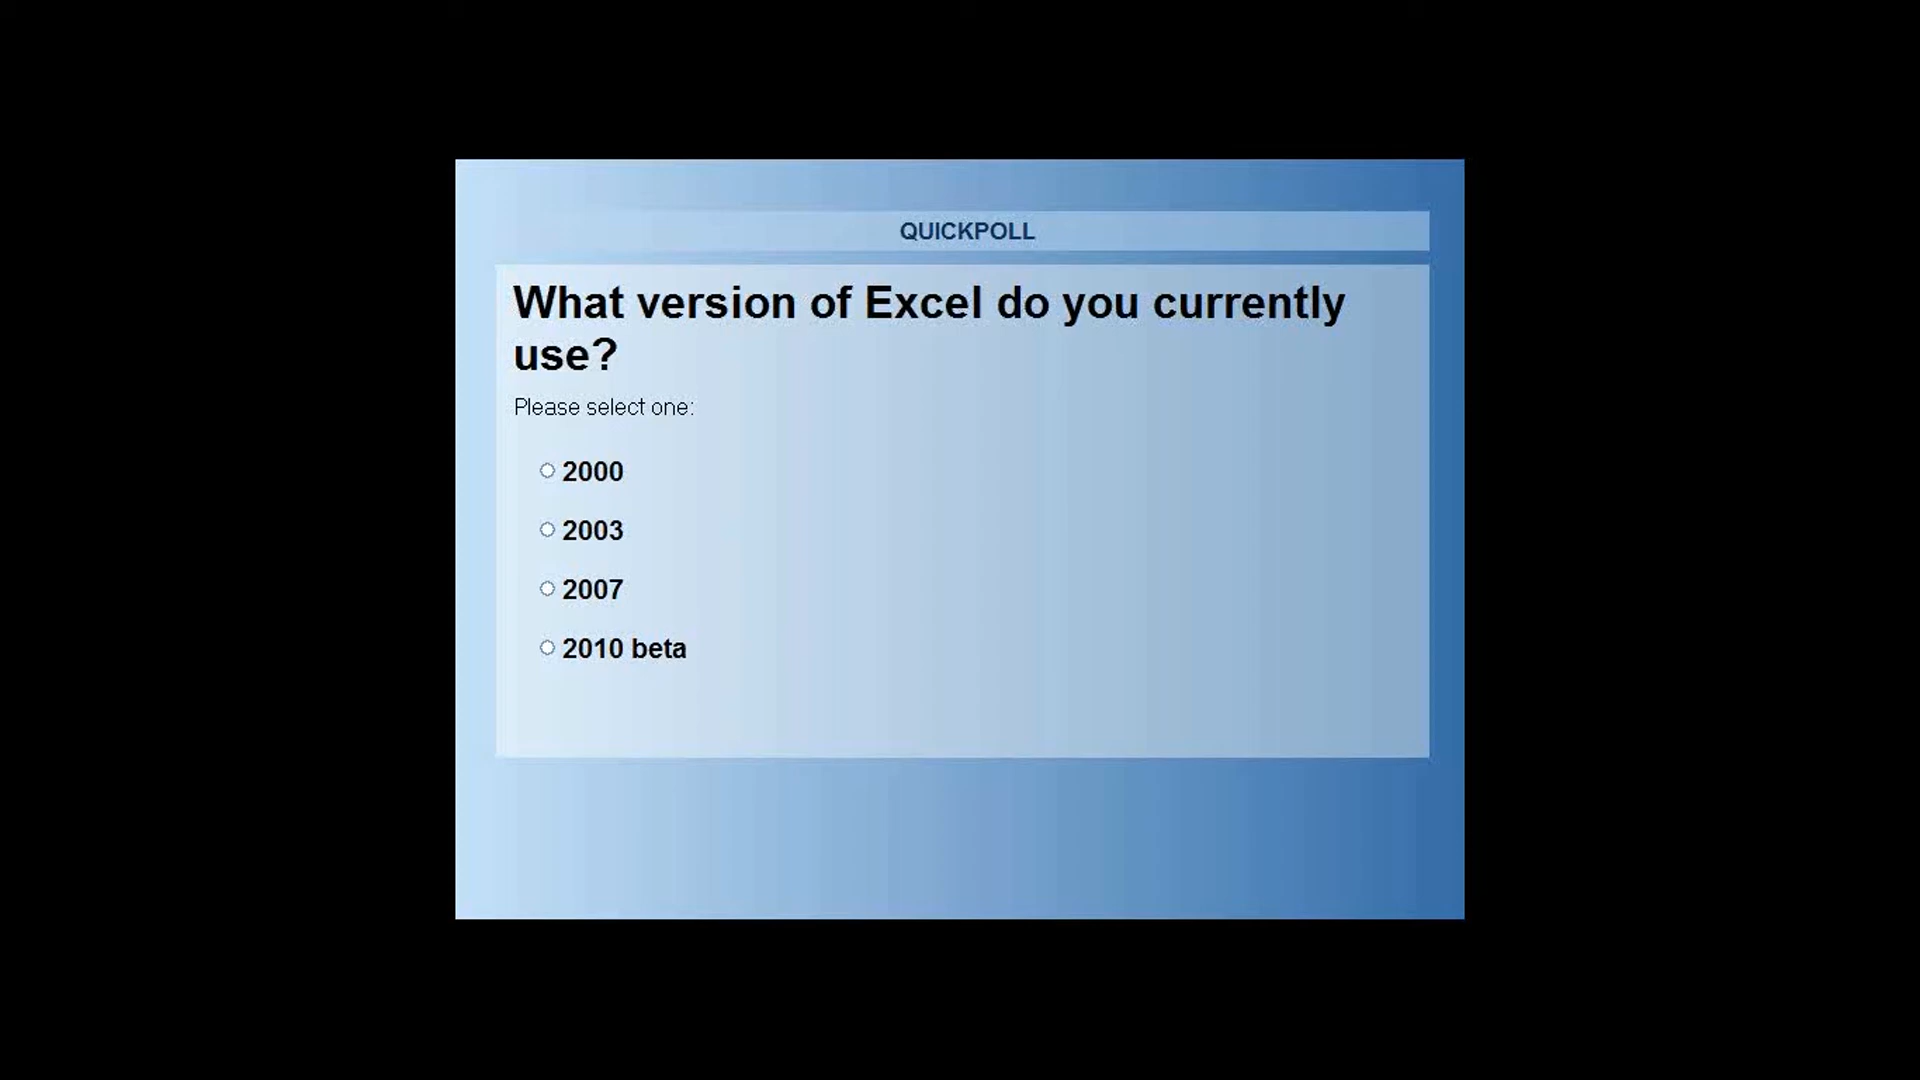 QUICKPOLL
What version of Excel do you currently
use?
Please select one:
2000
2003
2007
2010 beta